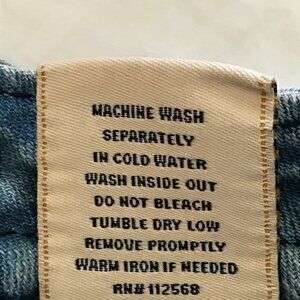 MACHINE WASH
SEPARATELY
IN COLD WATER
WASH INSIDE OUT
DO NOT BLEACH
TUMBLE DRY LOW
REMOVE PROMPTLY
WARM IRON IF NEEDED
RN# 112568